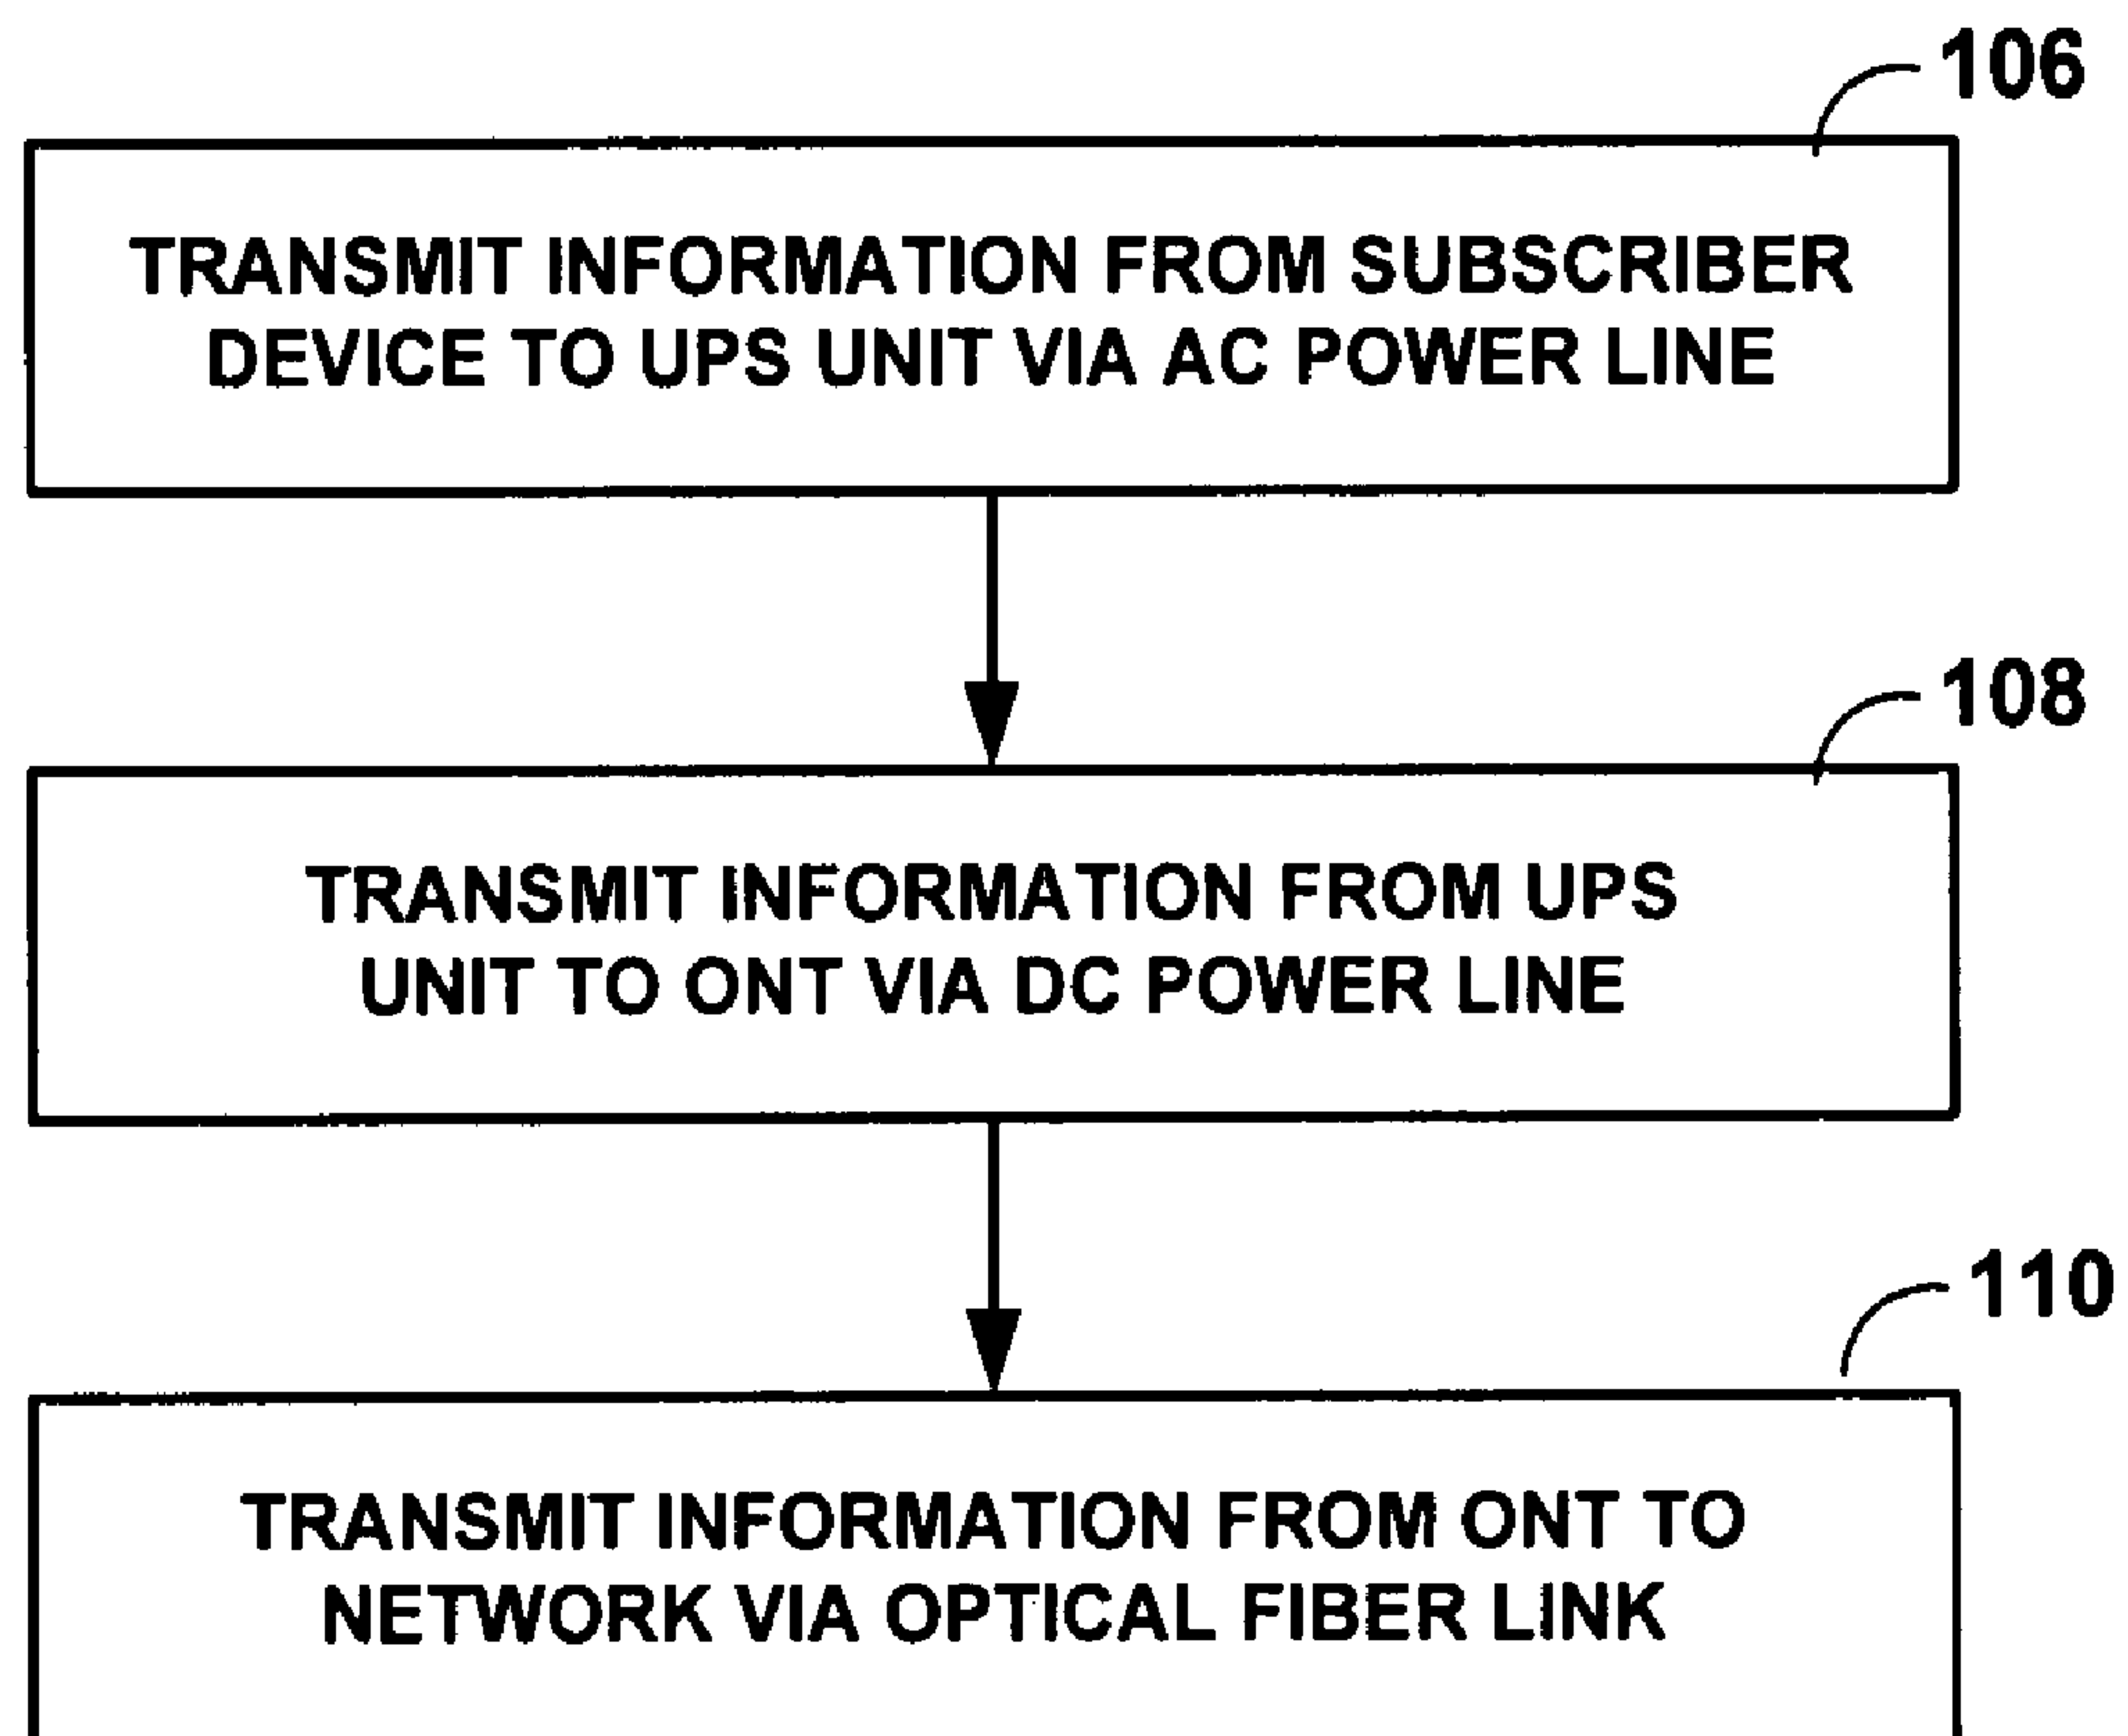 106
TRANSMIT INFORMATION FROM SUBSCRIBER
DEVICE TO UPS UNIT VIA AC POWER LINE
108
TRANSMIT INFORMATION FROM UPS
UNIT TO ONT VIA DC POWER LINE
110
TRANSMIT INFORMATION FROM ONT TO
NETWORK VIA OPTICAL FIBER LINK